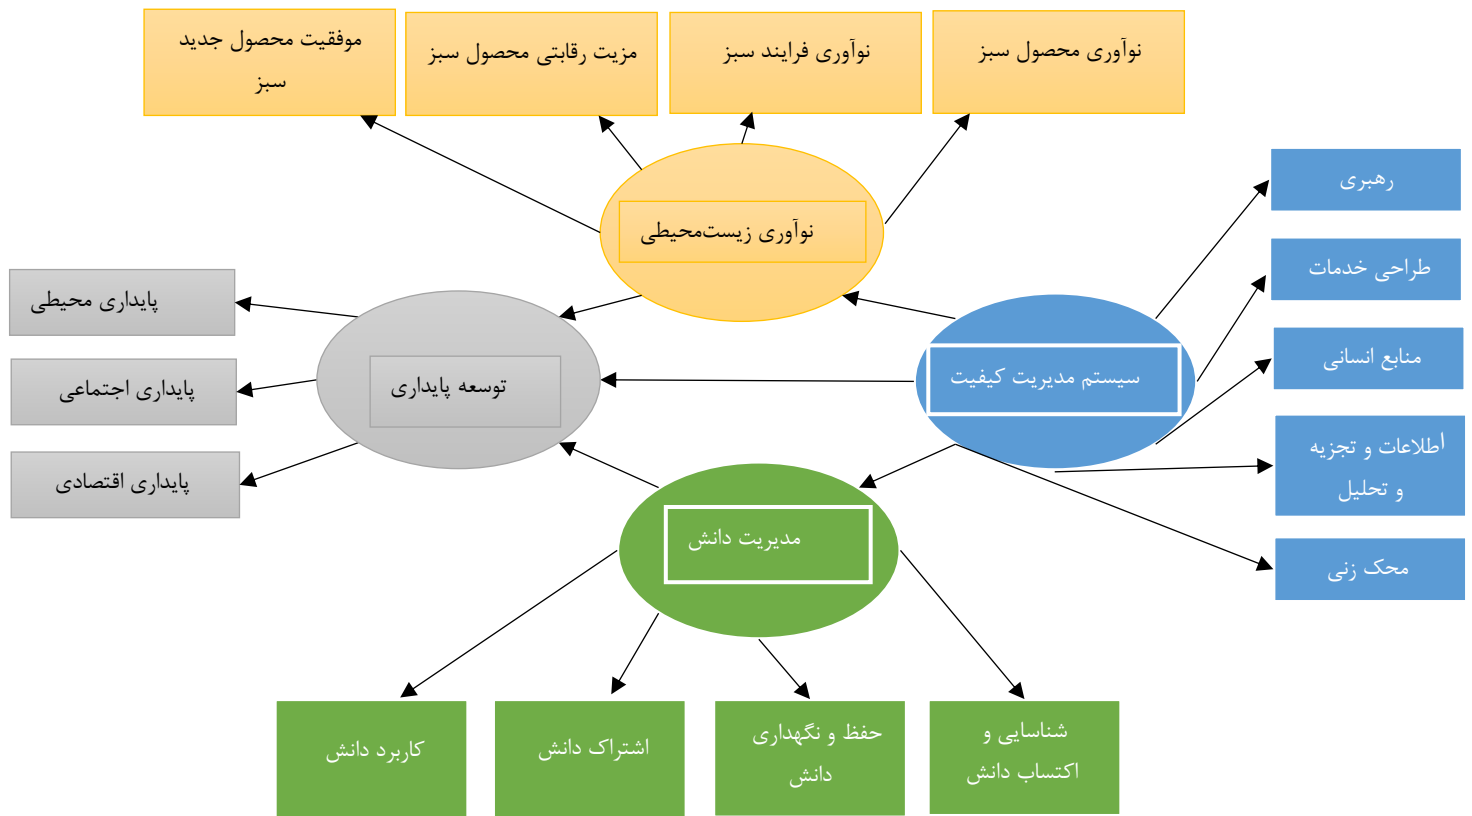 نوآوری محصول سبز
نوآوری فرایند سبز
مزیت رقابتی محصول سبز
موفقیت محصول جدید
سبز
نوآوری زیست‌محیطی
رهبری
طراحی خدمات
منابع انسانی
اطلاعات و تجزیه
و تحلیل
محک زنی
سیستم مدیریت کیفیت
توسعه پایداری
پایداری محیطی
پایداری اجتماعی
پایداری اقتصادی
مدیریت دانش
شناسایی و
اکتساب دانش
حفظ و نگهداری
دانش
اشتراک دانش
کاربرد دانش